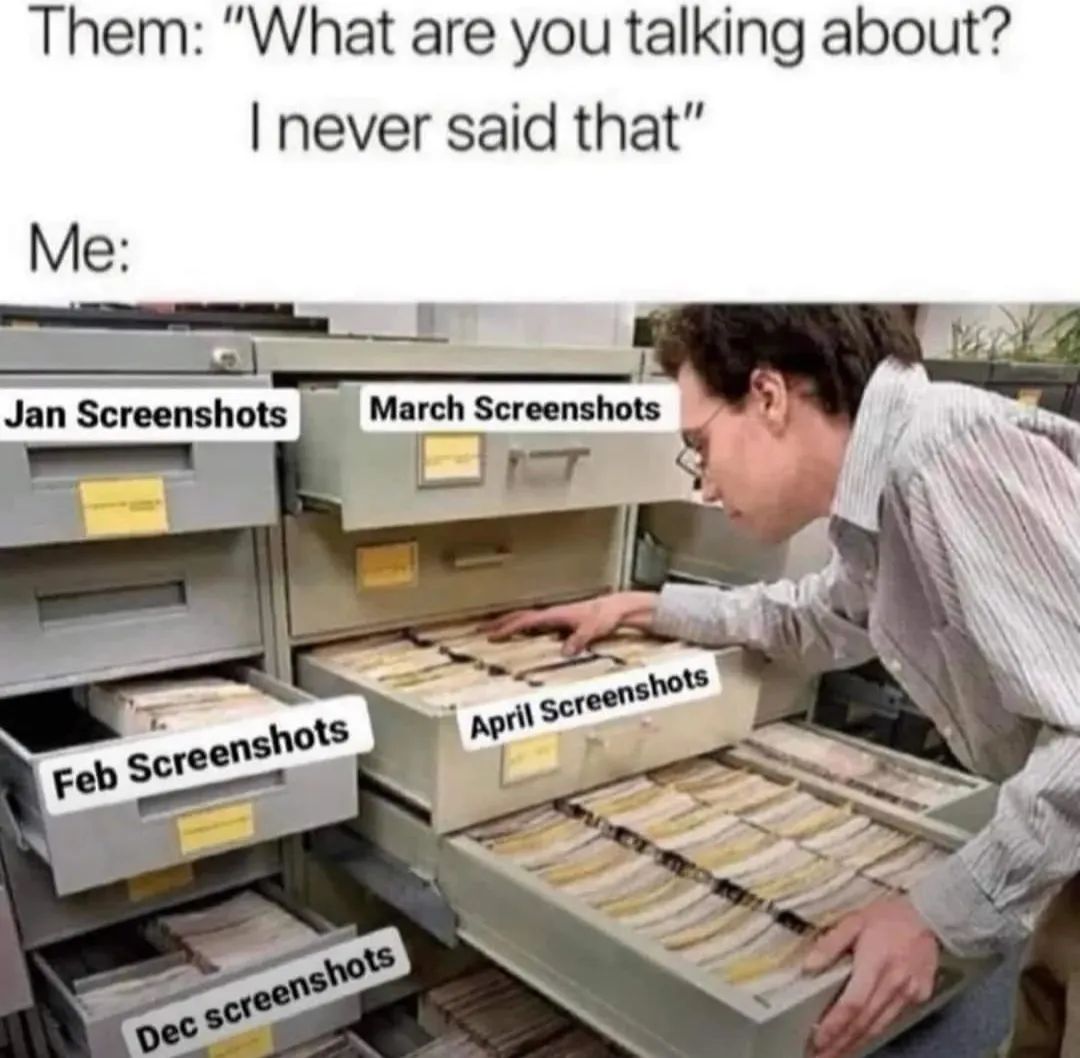 Them: "What are you talking about?
I never said that"
Me:
Jan Screenshots
March Screenshots
April Screenshots
Feb Screenshots
Dec screenshots